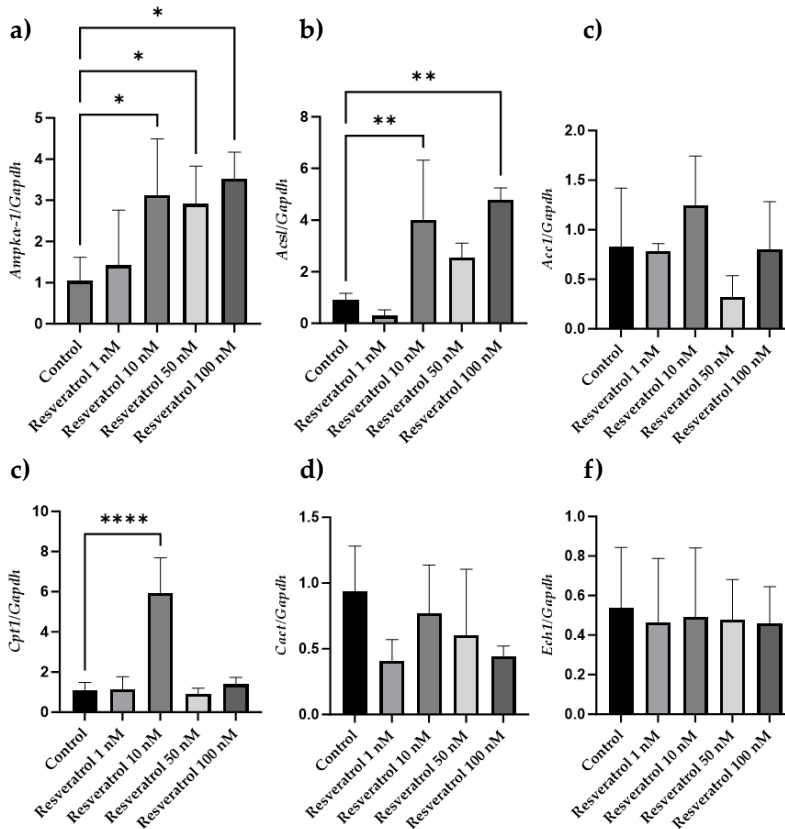 a)
*
*
*
Ampka-1/Gapdh
5
4
3
2
1
0
Control
Resveratrol 1 nM
Resveratrol 10 nM
Resveratrol 50 nM
Resveratrol 100 nM
b)
**
**
Acsl/Gapdh
8
6
4
2
0
Control
Resveratrol 1 nM
Resveratrol 10 nM
Resveratrol 50 nM
Resveratrol 100 nM
c)
Acc1/Gapdh
2.0
1.5
1.0
0.5
0.0
Control
Resveratrol 1 nM
Resveratrol 10 nM
Resveratrol 50 nM
Resveratrol 100 nM
c)
****
Cpt1/Gapdh
10
8
6
4
2
0
Control
Resveratrol 1 nM
Resveratrol 10 nM
Resveratrol 50 nM
Resveratrol 100 nM
d)
Cact/Gapdh
1.5
1.0
0.5
0.0
Control
Resveratrol 1 nM
Resveratrol 10 nM
Resveratrol 50 nM
Resveratrol 100 nM
f)
Ech1/Gapdh
1.0
0.8
0.6
0.4
0.2
0.0
Control
Resveratrol 1 nM
Resveratrol 10 nM
Resveratrol 50 nM
Resveratrol 100 nM